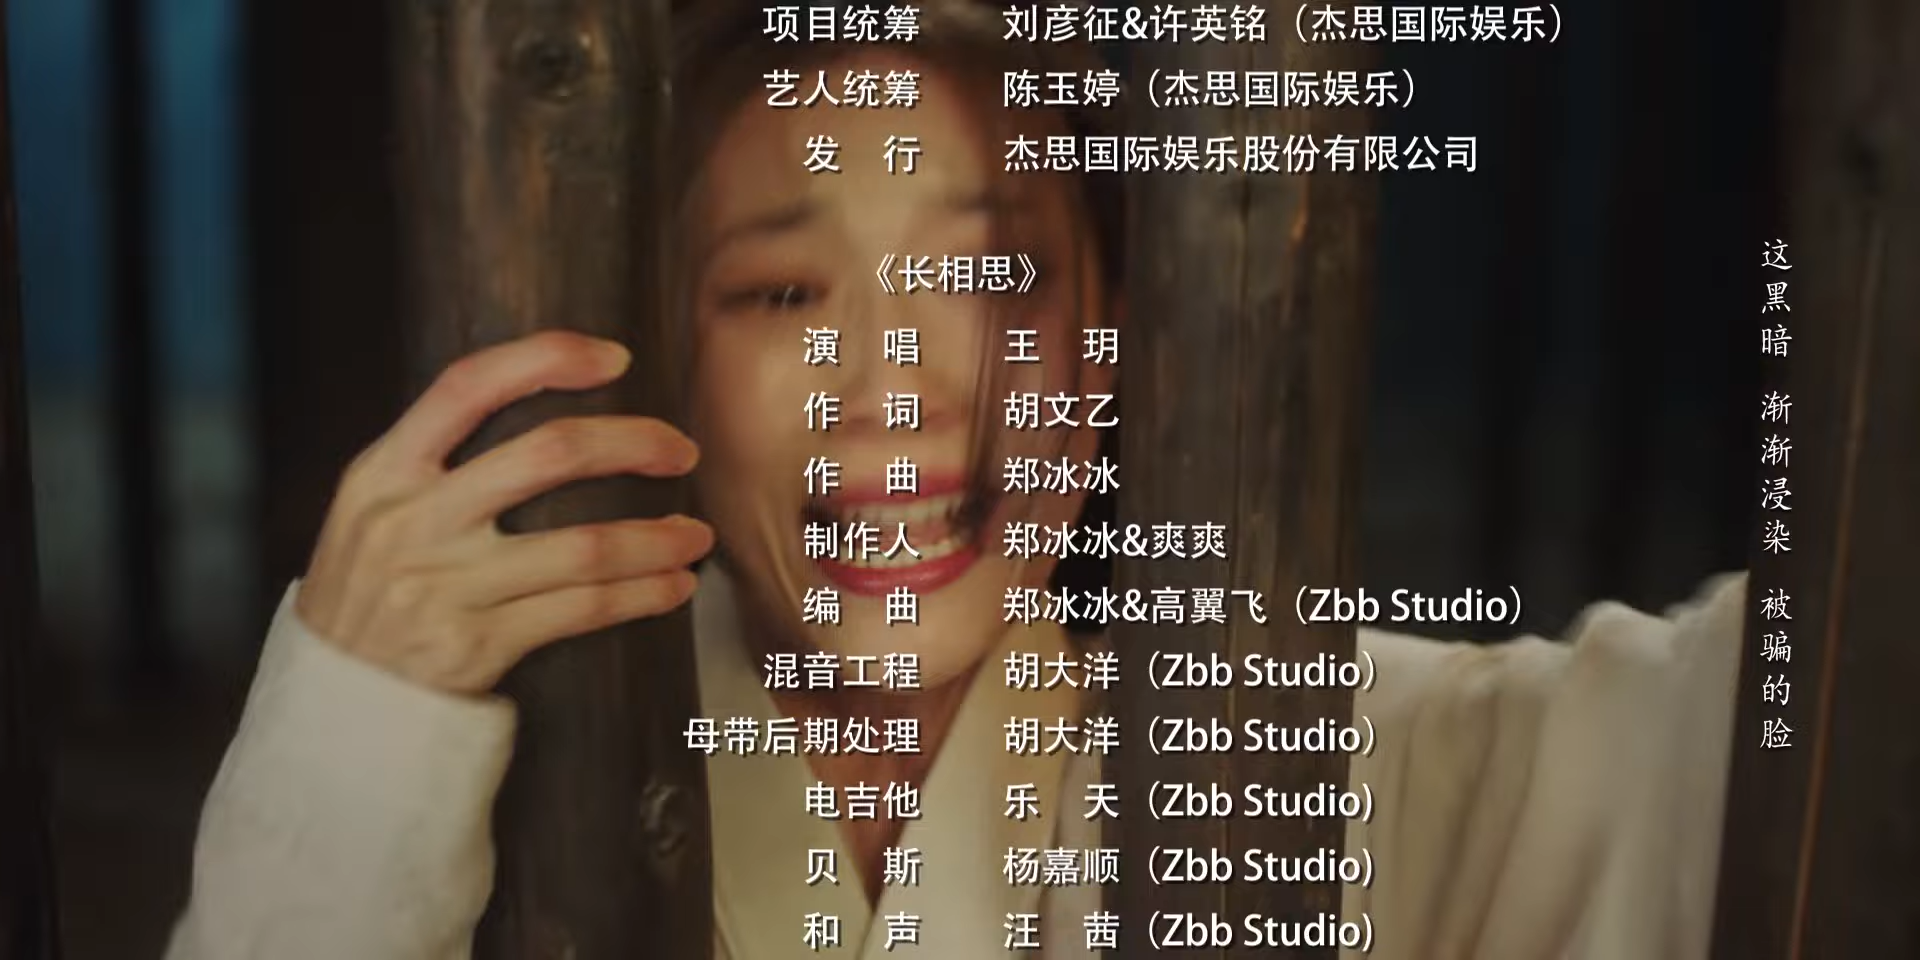 项目统筹 刘彦征&许英铭（杰思国际娱乐）
艺人统筹 陈玉婷（杰思国际娱乐）
发 行 杰思国际娱乐股份有限公司
《长相思》
演 唱 王 玥
作 词 胡文乙
作 曲 郑冰冰
制作人 郑冰冰&爽爽
编 曲 郑冰冰&高翼飞（Zbb Studio）
混音工程 胡大洋（Zbb Studio）
母带后期处理 胡大洋（Zbb Studio）
电吉他 乐 天（Zbb Studio)
贝 斯 杨嘉顺（Zbb Studio)
和 声 汪 茜（Zbb Studio)
这黑暗 渐渐浸染 被骗的脸